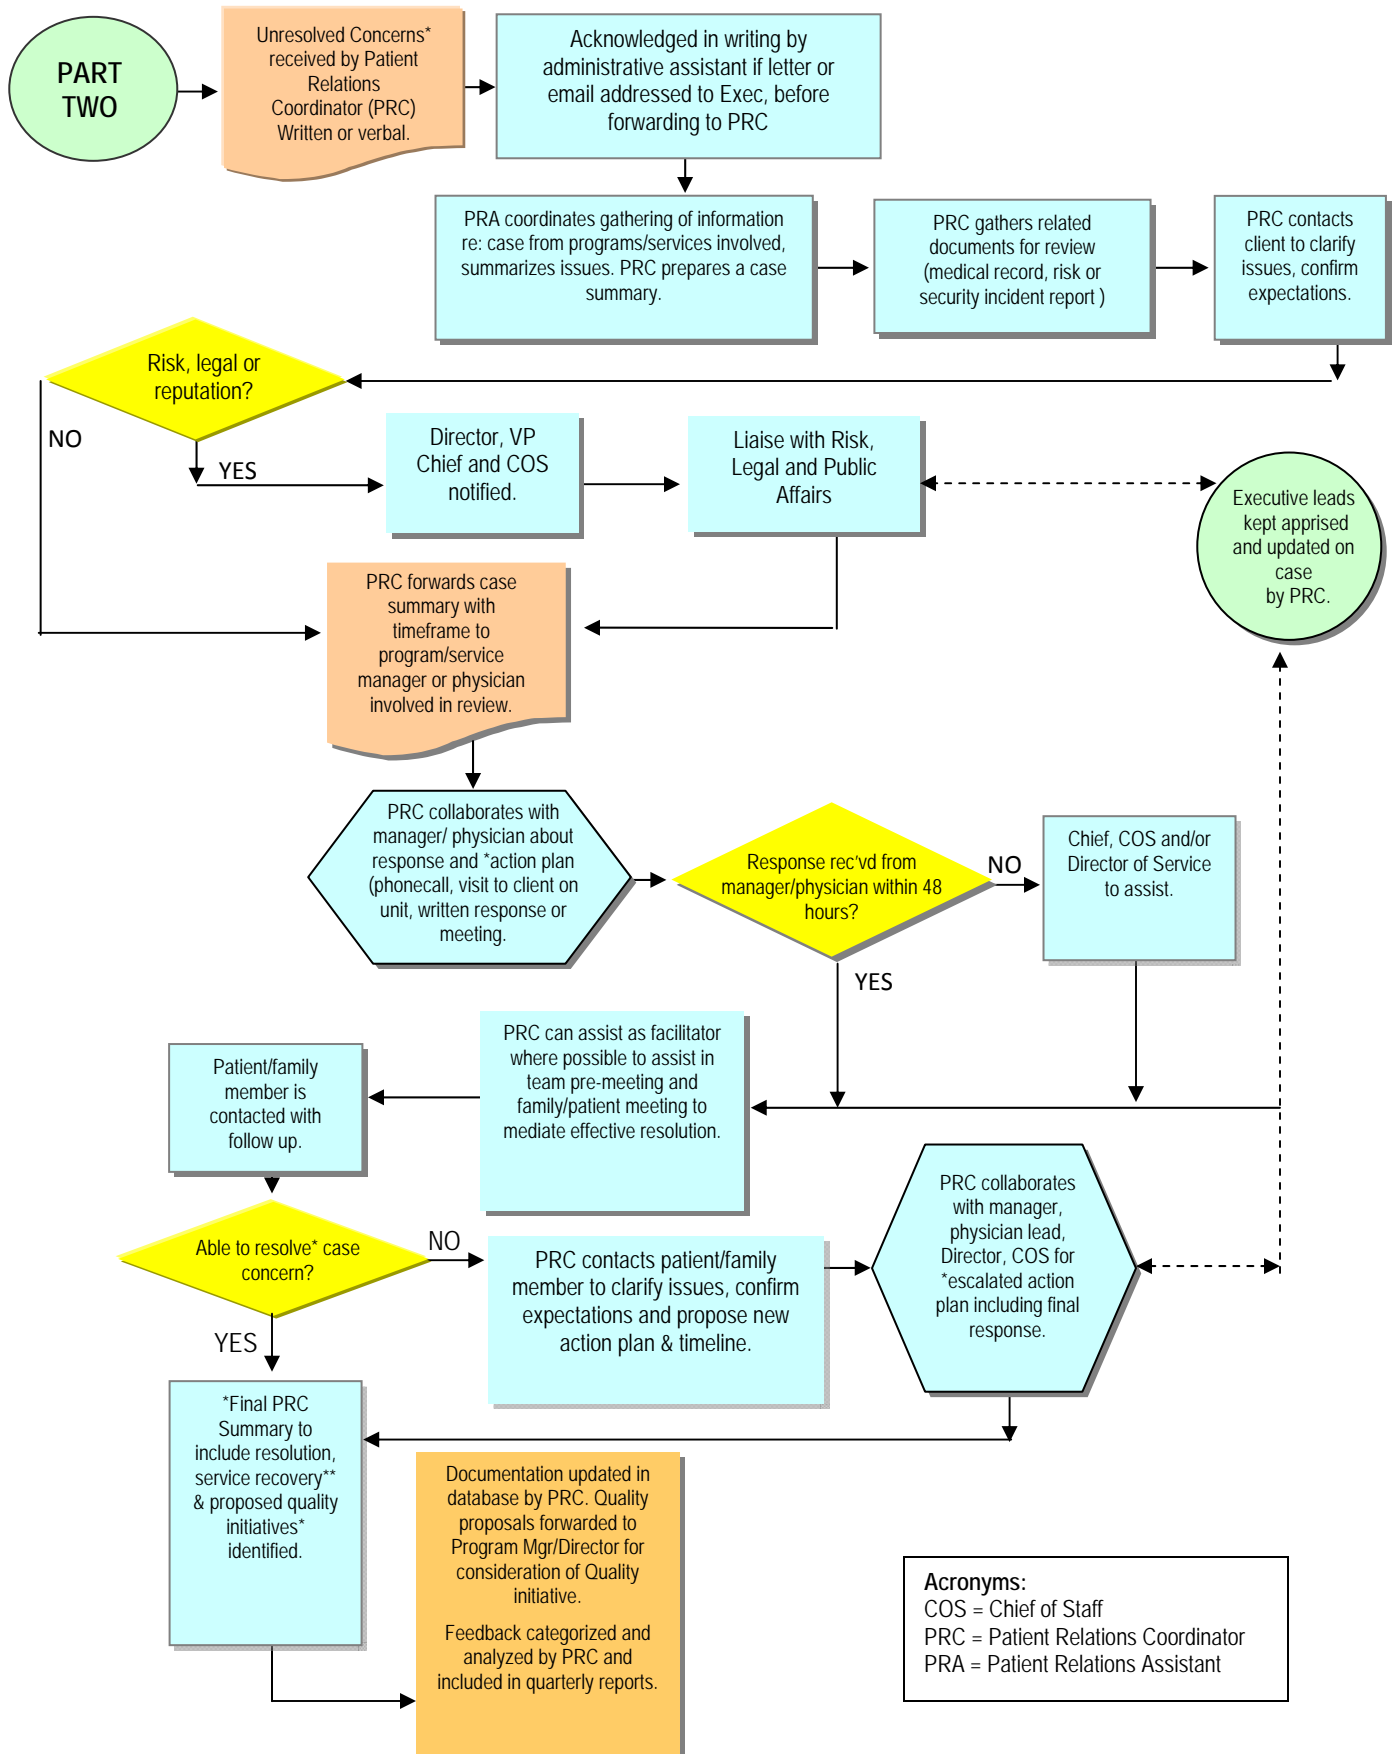 PART
TWO
Unresolved Concerns*
received by Patient
Relations
Coordinator (PRC)
Written or verbal.
Acknowledged in writing by
administrative assistant if letter or
email addressed to Exec, before
forwarding to PRC
PRA coordinates gathering of information
re: case from programs/services involved,
summarizes issues. PRC prepares a case
summary.
PRC gathers related
documents for review
(medical record, risk or
security incident report )
PRC contacts
client to clarify
issues, confirm
expectations.
Risk, legal or
reputation?
NO
YES
Director, VP
Chief and COS
notified.
Liaise with Risk,
Legal and Public
Affairs
Executive leads
kept apprised
and updated on
case
by PRC.
PRC forwards case
summary with
timeframe to
program/service
manager or physician
involved in review.
PRC collaborates with
manager/ physician about
response and *action plan
(phonecall, visit to client on
unit, written response or
meeting.
Response rec'vd from
manager/physician within 48
hours?
NO
YES
Chief, COS and/or
Director of Service
to assist.
PRC can assist as facilitator
where possible to assist in
team pre-meeting and
family/patient meeting to
mediate effective resolution.
Patient/family
member is
contacted with
follow up.
Able to resolve* case
concern?
NO
YES
PRC contacts patient/family
member to clarify issues, confirm
expectations and propose new
action plan & timeline.
PRC collaborates
with manager,
physician lead,
Director, COS for
*escalated action
plan including final
response.
*Final PRC
Summary to
include resolution,
service recovery**
& proposed quality
initiatives*
identified.
Documentation updated in
database by PRC. Quality
proposals forwarded to
Program Mgr/Director for
consideration of Quality
initiative.
Feedback categorized and
analyzed by PRC and
included in quarterly reports.
Acronyms:
COS = Chief of Staff
PRC = Patient Relations Coordinator
PRA = Patient Relations Assistant